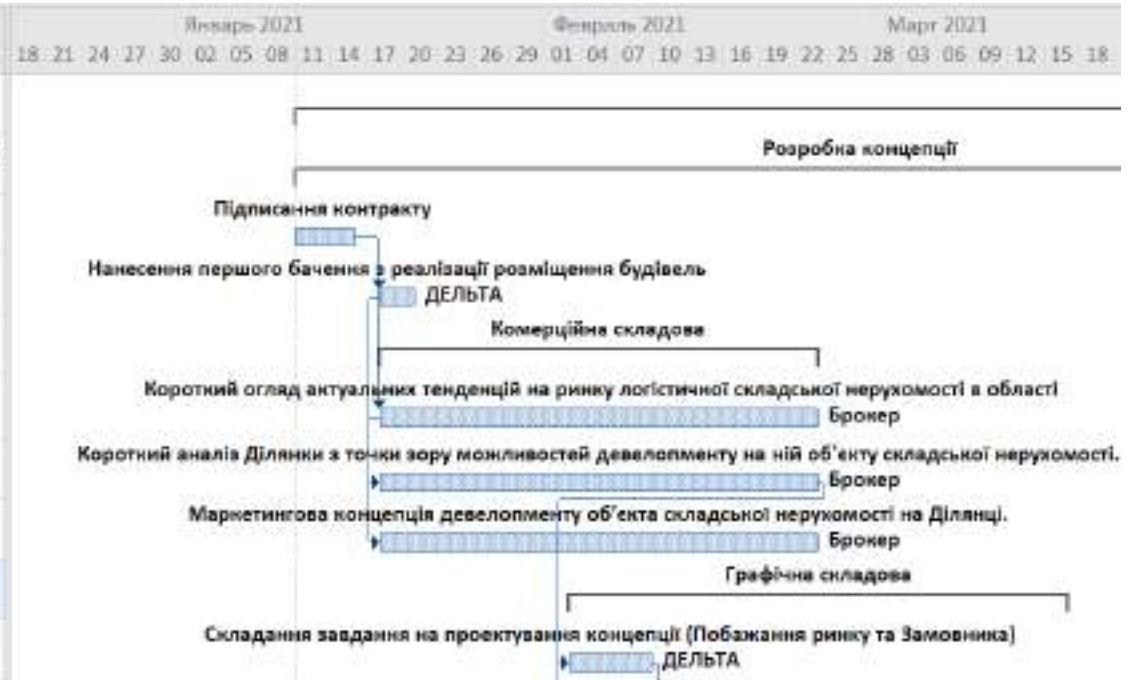 Январь 2021 Февраль 2021 Март 2021
18 21 24 27 30 02 05 08 11 14 17 20 23 26 29 01 04 07 10 13 16 19 22 25 28 03 06 09 12 15 18
Розробка концепції
Підписання контракту
Нанесення першого бачення з реалізації розміщення будівель
ДЕЛЬТА
Комерційна складова
Короткий огляд актуальних тенденцій на ринку логістичної складської нерухомості в області
Брокер
Короткий аналіз Ділянки з точки зору можливостей девелопменту на ній об'єкту складської нерухомості.
Брокер
Маркетингова концепція девелопменту об'єкта складської нерухомості на Ділянці.
Брокер
Графічна складова
Складання завдання на проектування концепції (Побажання ринку та Замовника)
ДЕЛЬТА